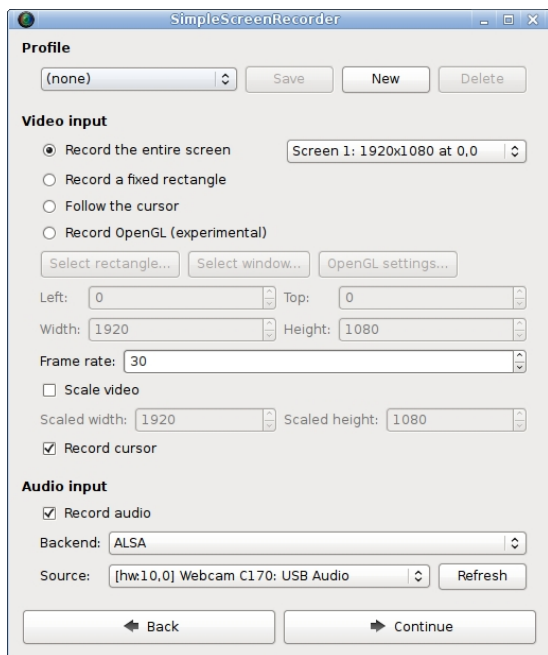 SimpleScreenRecorder
Profile
(none) Save New Delete
Video input
Record the entire screen Screen 1: 1920x1080 at 0,0
Record a fixed rectangle
Follow the cursor
Record OpenGL (experimental)
Select rectangle... Select window... OpenGL settings...
Left: 0 Top: 0
Width: 1920 Height: 1080
Frame rate: 30
Scale video
Scaled width: 1920 Scaled height: 1080
Record cursor
Audio input
Record audio
Backend: ALSA
Source: [hw:10,0] Webcam C170: USB Audio Refresh
Back Continue